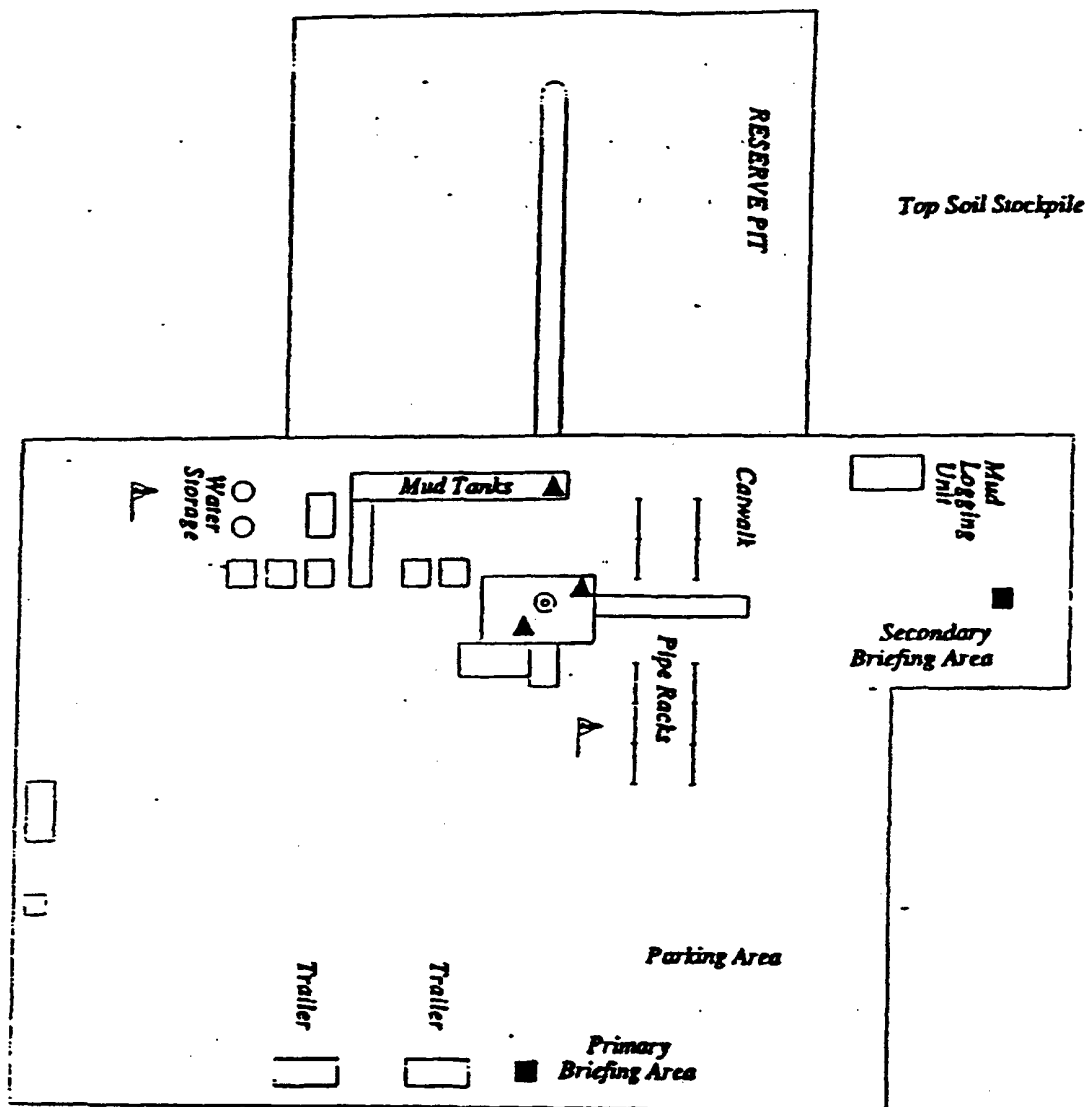 RESERVE PIT
Top Soil Stockpile
Water
Storage
Mud Tanks
Catwalk
Mud
Logging
Unit
Secondary
Briefing Area
Pipe Racks
Parking Area
Trailer
Trailer
Primary
Briefing Area